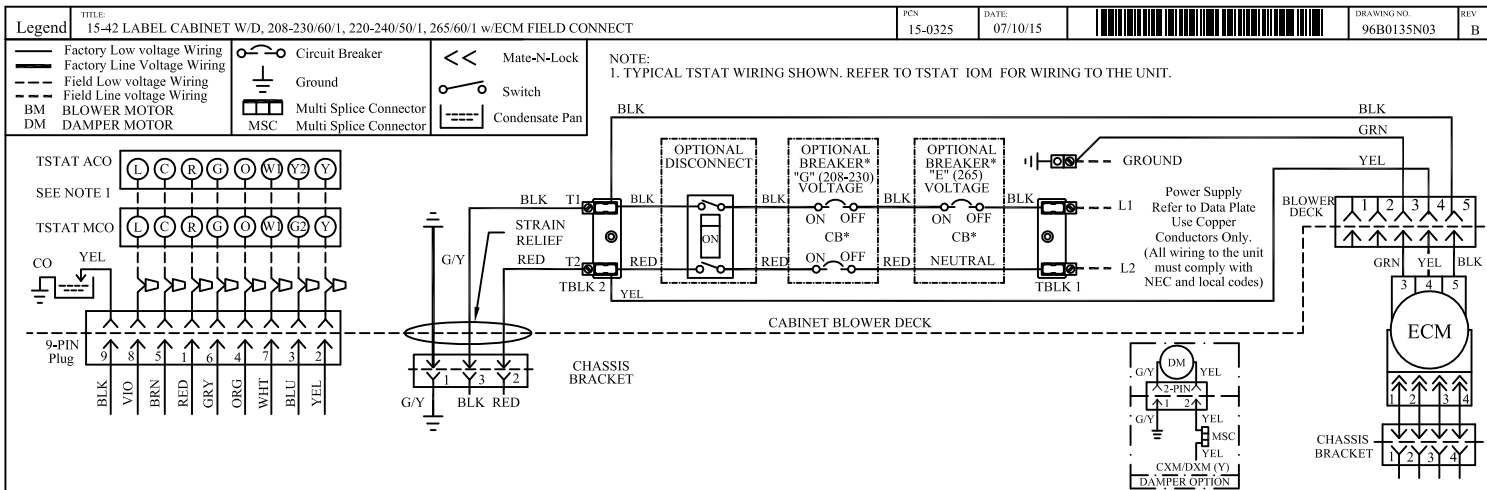 Legend
TITLE:
15-42 LABEL CABINET W/D, 208-230/60/1, 220-240/50/1, 265/60/1 w/ECM FIELD CONNECT
PCN
15-0325
DATE:
07/10/15
DRAWING NO.
96B0135N03
REV
B
Factory Low voltage Wiring
Factory Line Voltage Wiring
Field Low voltage Wiring
Field Line voltage Wiring
BM BLOWER MOTOR
DM DAMPER MOTOR
Circuit Breaker
Ground
Multi Splice Connector
MSC Multi Splice Connector
Mate-N-Lock
Switch
Condensate Pan
NOTE:
1. TYPICAL TSTAT WIRING SHOWN. REFER TO TSTAT IOM FOR WIRING TO THE UNIT.
TSTAT ACO
L C R G O W1 Y2 Y
SEE NOTE 1
TSTAT MCO
L C R G O W1 G2 Y
CO
YEL
9-PIN
Plug
9 8 5 1 6 4 7 3 2
BLK VIO BRN RED GRY ORG WHT BLU YEL
G/Y
STRAIN
RELIEF
BLK
RED
T1
T2
TBLK 2
1 3 2
G/Y BLK RED
CHASSIS
BRACKET
BLK
YEL
OPTIONAL
DISCONNECT
BLK
ON
RED
OPTIONAL
BREAKER*
"G" (208-230)
VOLTAGE
BLK
ON OFF
CB*
ON OFF
RED
OPTIONAL
BREAKER*
"E" (265)
VOLTAGE
BLK
ON OFF
CB*
RED
NEUTRAL
BLK
TBLK 1
L1
L2
GROUND
Power Supply
Refer to Data Plate
Use Copper
Conductors Only.
(All wiring to the unit
must comply with
NEC and local codes)
CABINET BLOWER DECK
BLK
GRN
YEL
BLOWER
DECK
1 2 3 4 5
GRN YEL BLK
3 4 5
ECM
1 2 3 4
CHASSIS
BRACKET
1 2 3 4
DM
G/Y YEL
2-PIN
1 2
G/Y YEL
MSC
YEL
CXM/DXM (Y)
DAMPER OPTION